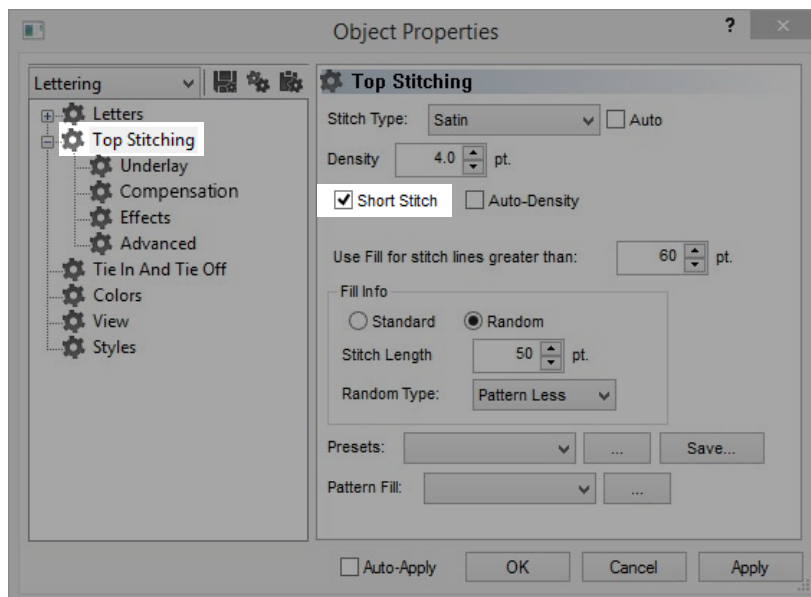 Object Properties
?
Lettering
Letters
Top Stitching
Underlay
Compensation
Effects
Advanced
Tie In And Tie Off
Colors
View
Styles
Top Stitching
Stitch Type: Satin Auto
Density 4.0 pt.
Short Stitch Auto-Density
Use Fill for stitch lines greater than: 60 pt.
Fill Info
Standard Random
Stitch Length 50 pt.
Random Type: Pattern Less
Presets: ... Save...
Pattern Fill: ...
Auto-Apply OK Cancel Apply